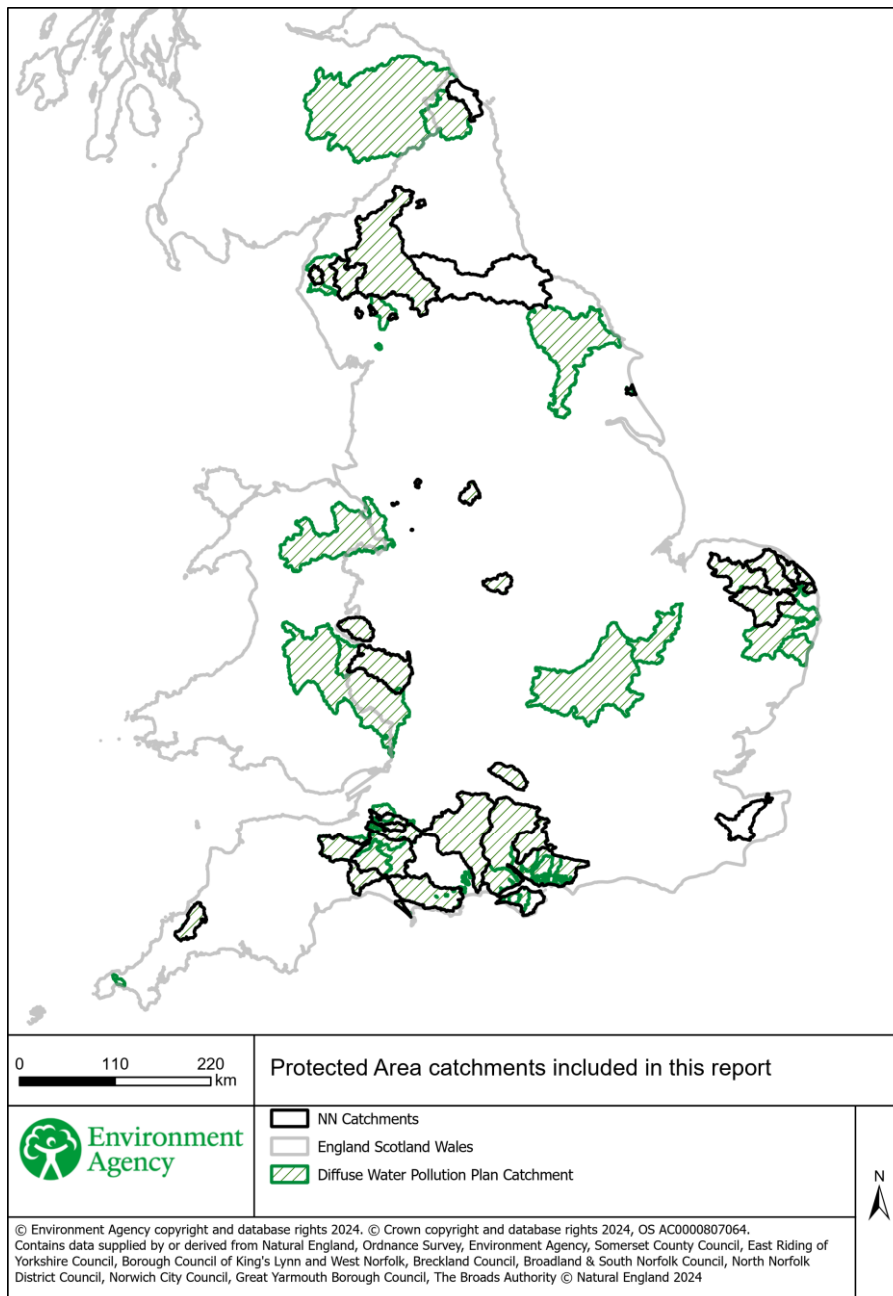 0 110 220
km
Protected Area catchments included in this report
Environment
Agency
NN Catchments
England Scotland Wales
Diffuse Water Pollution Plan Catchment
N
© Environment Agency copyright and database rights 2024. © Crown copyright and database rights 2024, OS AC0000807064.
Contains data supplied by or derived from Natural England, Ordnance Survey, Environment Agency, Somerset County Council, East Riding of
Yorkshire Council, Borough Council of King's Lynn and West Norfolk, Breckland Council, Broadland & South Norfolk Council, North Norfolk
District Council, Norwich City Council, Great Yarmouth Borough Council, The Broads Authority © Natural England 2024